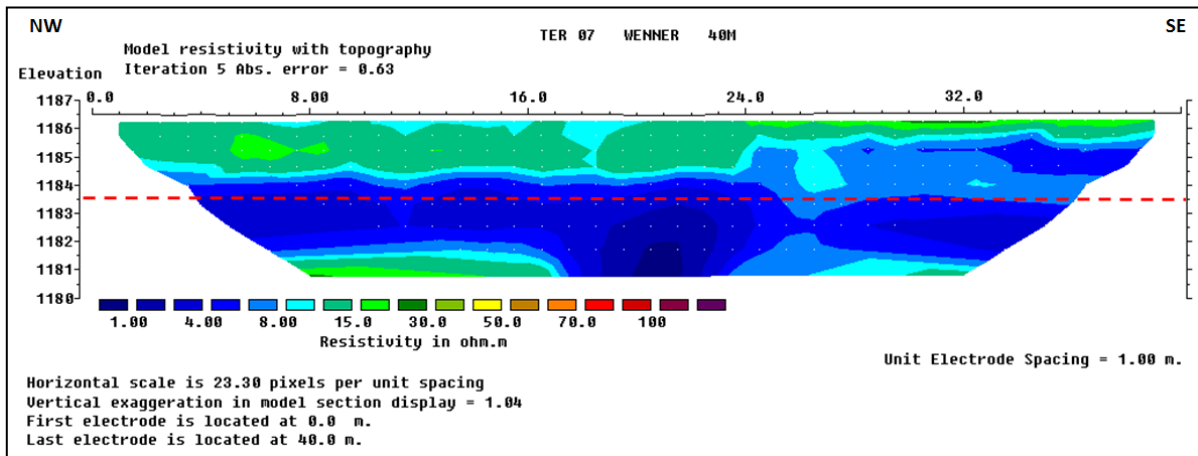 NW
SE
TER 07 WENNER 40M
Model resistivity with topography
Iteration 5 Abs. error = 0.63
Elevation
0.0 8.00 16.0 24.0 32.0
1187
1186
1185
1184
1183
1182
1181
1180
1.00 4.00 8.00 15.0 30.0 50.0 70.0 100
Resistivity in ohm.m
Unit Electrode Spacing = 1.00 m.
Horizontal scale is 23.30 pixels per unit spacing
Vertical exaggeration in model section display = 1.04
First electrode is located at 0.0 m.
Last electrode is located at 40.0 m.